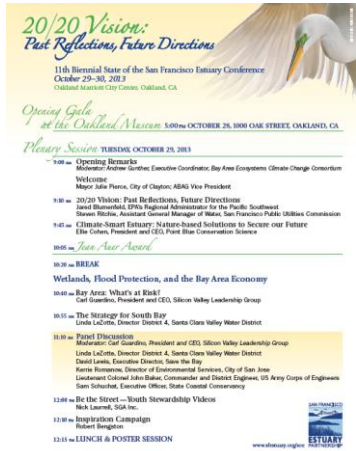 20/20 Vision:
Past Reflections, Future Directions
11th Biennial State of the San Francisco Estuary Conference
October 29–30, 2013
Oakland Marriott City Center, Oakland, CA
Opening Gala
at the Oakland Museum 5:00 PM OCTOBER 28, 1000 OAK STREET, OAKLAND, CA
Plenary Session TUESDAY OCTOBER 29, 2013
9:00 AM Opening Remarks
Moderator: Andrew Gunther, Executive Coordinator, Bay Area Ecosystems Climate Change Consortium
Welcome
Mayor Julie Pierce, City of Clayton; ABAG Vice President
9:10 AM 20/20 Vision: Past Reflections, Future Directions
Jared Blumenfeld, EPA's Regional Administrator for the Pacific Southwest
Steven Ritchie, Assistant General Manager of Water, San Francisco Public Utilities Commission
9:45 AM Climate-Smart Estuary: Nature-based Solutions to Secure our Future
Ellie Cohen, President and CEO, Point Blue Conservation Science
10:05 AM Jean Auer Award
10:20 AM BREAK
Wetlands, Flood Protection, and the Bay Area Economy
10:40 AM Bay Area: What's at Risk?
Carl Guardino, President and CEO, Silicon Valley Leadership Group
10:55 AM The Strategy for South Bay
Linda LeZotte, Director District 4, Santa Clara Valley Water District
11:10 AM Panel Discussion
Moderator: Carl Guardino, President and CEO, Silicon Valley Leadership Group
Linda LeZotte, Director District 4, Santa Clara Valley Water District
David Lewis, Executive Director, Save the Bay
Kerrie Romanow, Director of Environmental Services, City of San Jose
Lieutenant Colonel John Baker, Commander and District Engineer, US Army Corps of Engineers
Sam Schuchat, Executive Officer, State Coastal Conservancy
12:00 PM Be the Street—Youth Stewardship Videos
Nick Laurrell, SGA Inc.
12:10 PM Inspiration Campaign
Robert Bengston
12:15 PM LUNCH & POSTER SESSION
www.sfestuary.org/soe
SAN FRANCISCO
ESTUARY
PARTNERSHIP